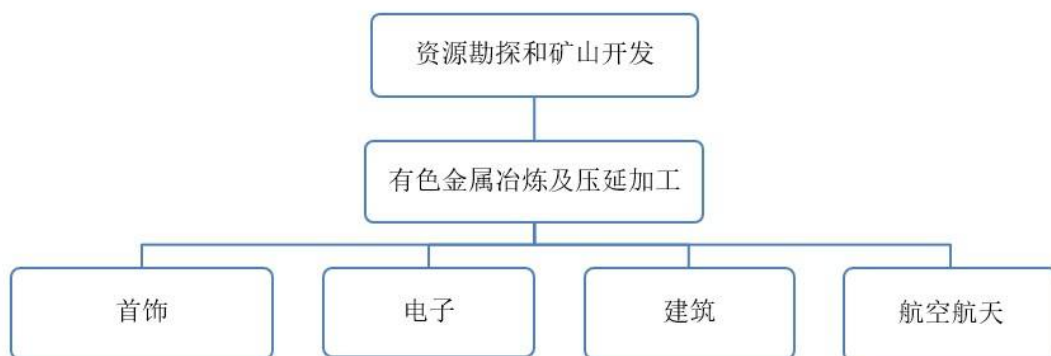 资源勘探和矿山开发
有色金属冶炼及压延加工
首饰
电子
建筑
航空航天